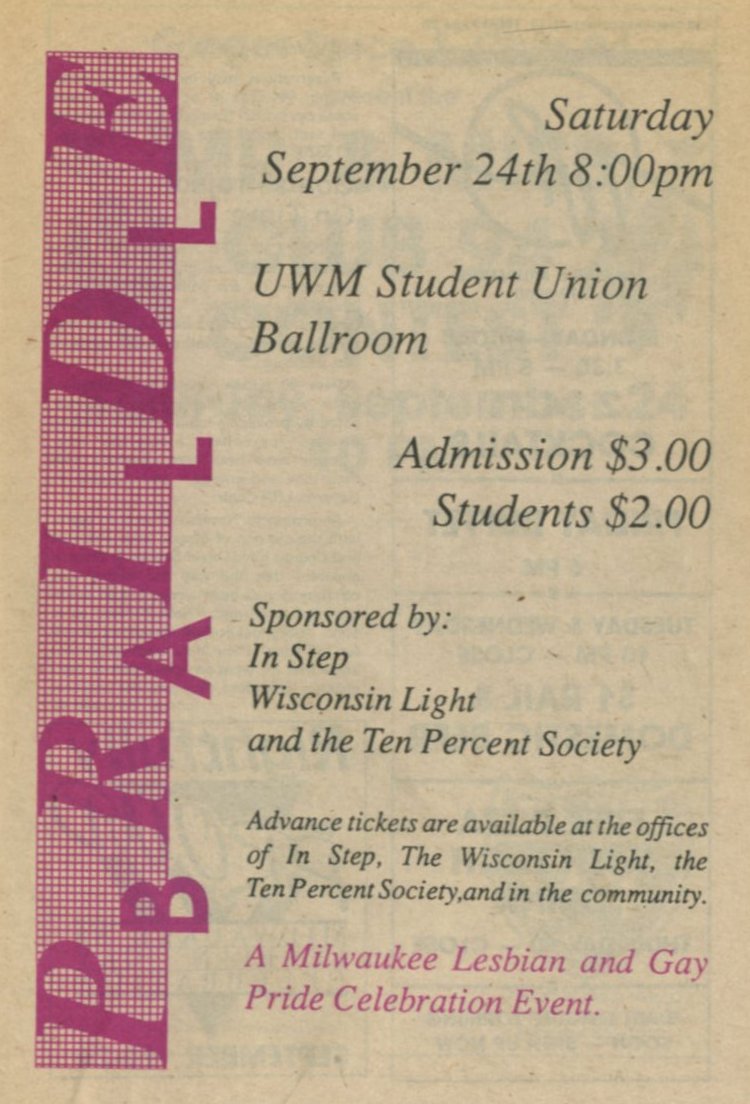 PRIDE
BALL
Saturday
September 24th 8:00pm
UWM Student Union
Ballroom
Admission $3.00
Students $2.00
Sponsored by:
In Step
Wisconsin Light
and the Ten Percent Society
Advance tickets are available at the offices
of In Step, The Wisconsin Light, the
Ten Percent Society,and in the community.
A Milwaukee Lesbian and Gay
Pride Celebration Event.